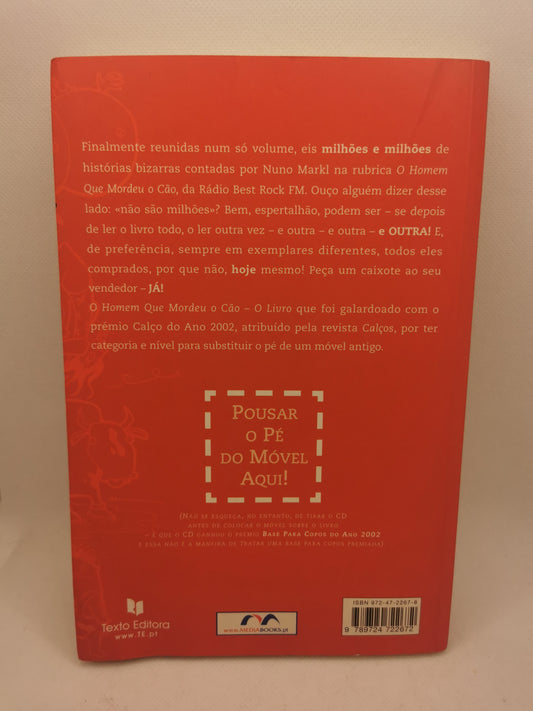 Finalmente reunidas num só volume, eis milhões e milhões de
histórias bizarras contadas por Nuno Markl na rubrica O Homem
Que Mordeu o Cão, da Rádio Best Rock FM. Ouço alguém dizer desse
lado: «não são milhões»? Bem, espertalhão, podem ser – se depois
de ler o livro todo, o ler outra vez – e outra – e outra – e OUTRA! E,
de preferência, sempre em exemplares diferentes, todos eles
comprados, por que não, hoje mesmo! Peça um caixote ao seu
vendedor – JÁ!
O Homem Que Mordeu o Cão – O Livro que foi galardoado com o
prémio Calço do Ano 2002, atribuído pela revista Calços, por ter
categoria e nível para substituir o pé de um móvel antigo.
POUSAR
O PÉ
DO MÓVEL
AQUI!
(NÃO SE ESQUEÇA, NO ENTANTO, DE TIRAR O CD
ANTES DE COLOCAR O MÓVEL SOBRE O LIVRO
– É QUE O CD GANHOU O PRÉMIO BASE PARA COPOS DO ANO 2002
E ESSA NÃO É A MANEIRA DE TRATAR UMA BASE PARA COPOS PREMIADA)
Texto Editora
www.TE.pt
www.MEDIABOOKS.pt
ISBN 972-47-2267-8
9 789724 722672